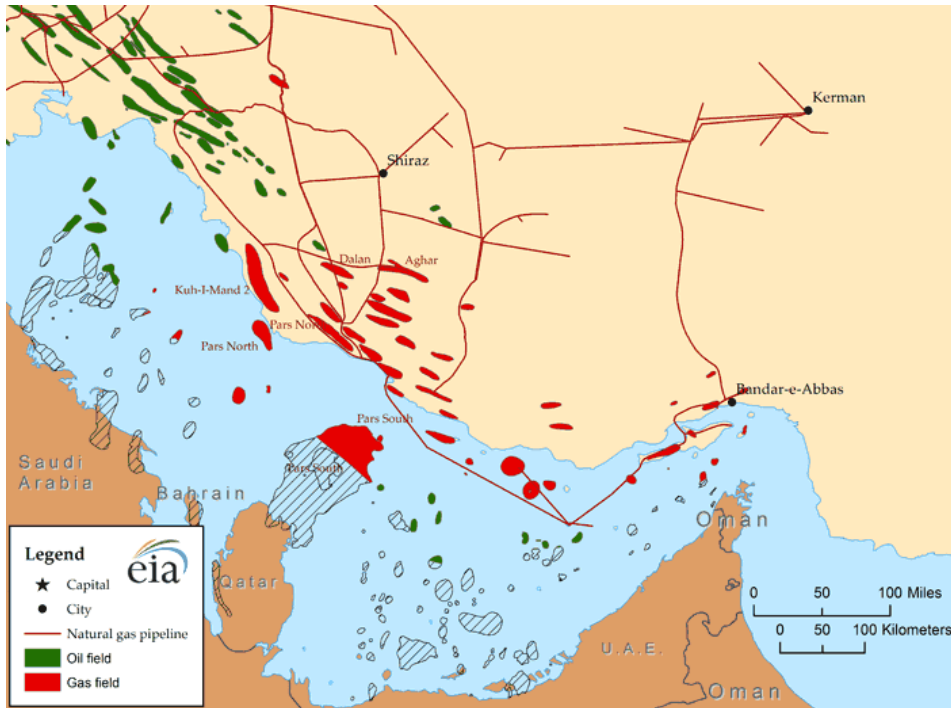 Kerman
Shiraz
Dalan
Aghar
Kuh-I-Mand 2
Pars Nor
Pars North
Bandar-e-Abbas
Pars South
Pars South
Saudi
Arabia
Bahrain
Oman
Qatar
U.A.E.
Oman
Legend
eia
Capital
City
Natural gas pipeline
Oil field
Gas field
0 50 100 Miles
0 50 100 Kilometers